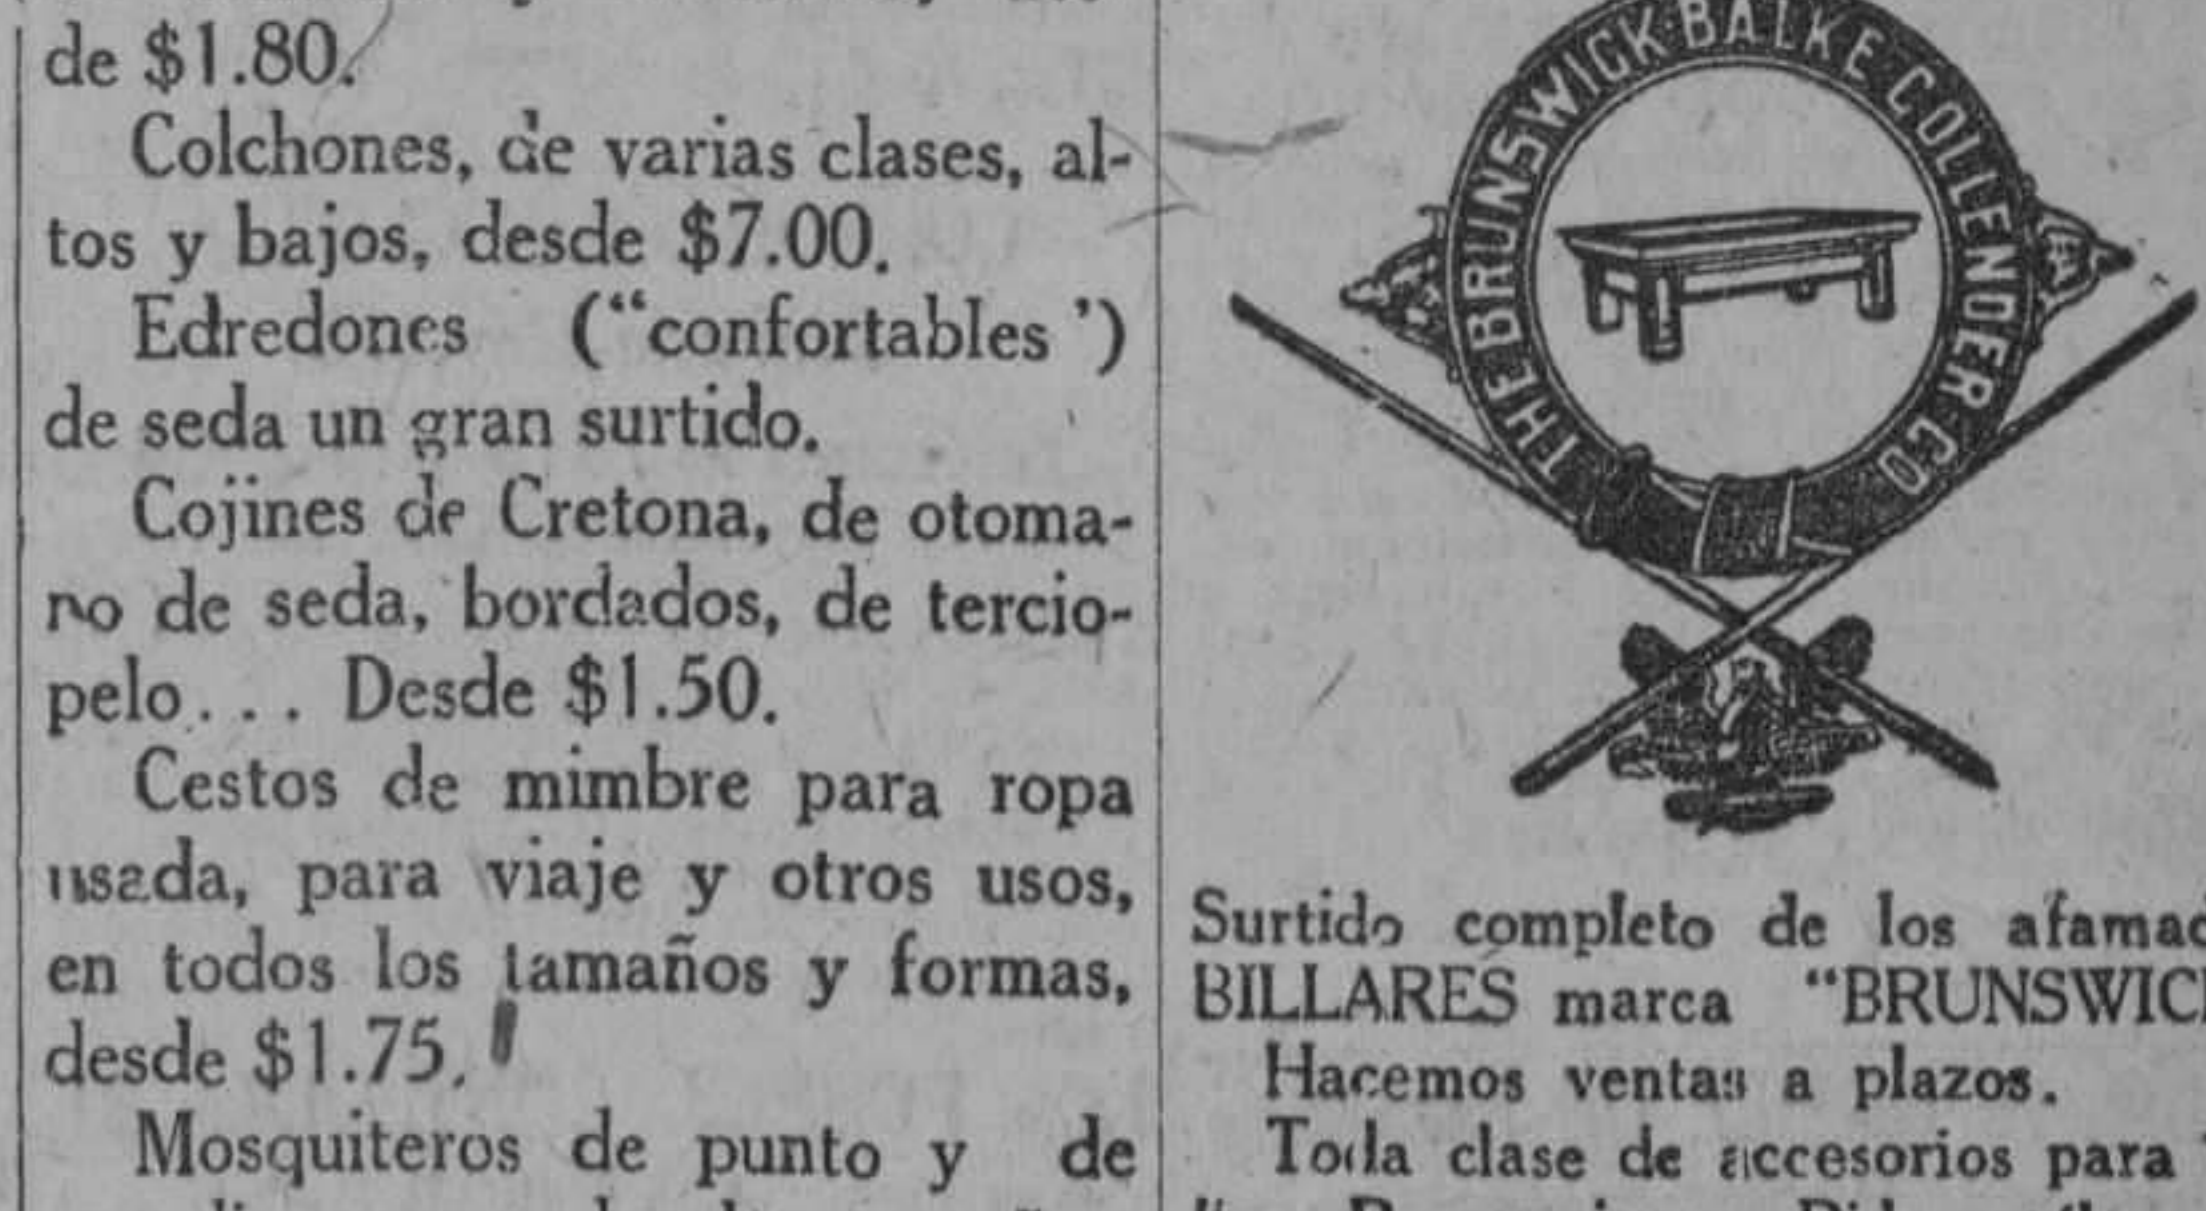 de $1.80.
Colchones, de varias clases, al-
tos y bajos, desde $7.00.
Edredones (“confortables ’)
de seda un gran surtido.
Cojines de Cretona, de otoma-
no de seda, bordados, de tercio-
pelo... Desde $1.50.
Cestos de mimbre para ropa
usada, para viaje y otros usos,
en todos los tamaños y formas,
desde $1.75.
Mosquiteros de punto y de
THE BRUNSWICK BALKE COLLENDER CO
Surtido completo de los afamad
BILLARES marca “BRUNSWICK
Hacemos ventas a plazos.
Toda clase de accesorios para